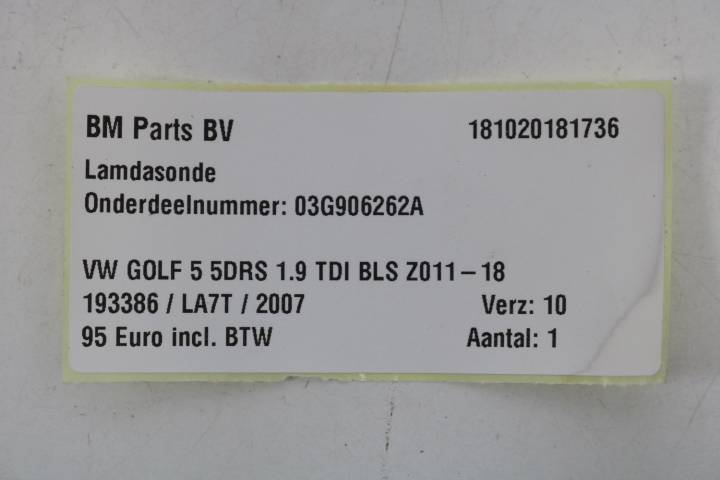 BM Parts BV 181020181736
Lamdasonde
Onderdeelnummer: 03G906262A
VW GOLF 5 5DRS 1.9 TDI BLS Z011-18
193386 / LA7T / 2007 Verz: 10
95 Euro incl. BTW Aantal: 1